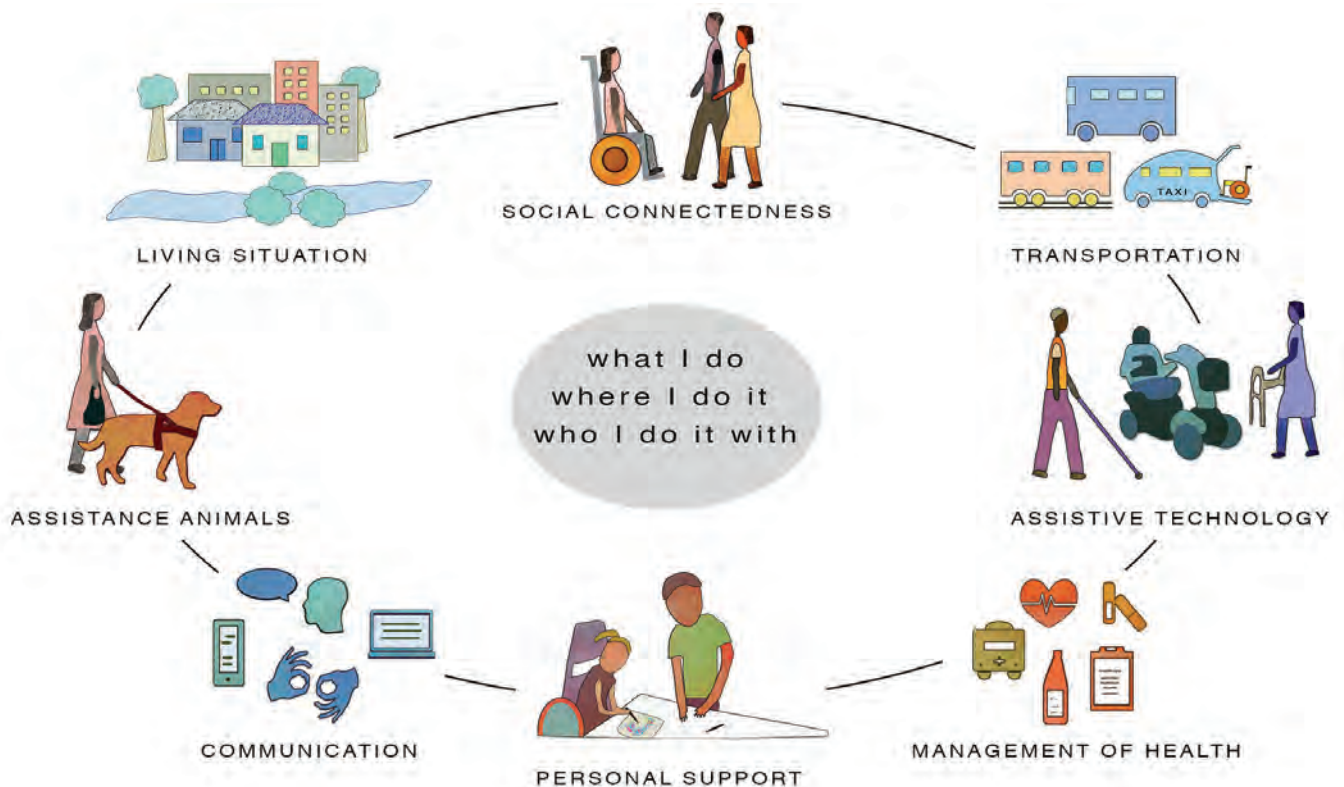 SOCIAL CONNECTEDNESS
TAXI
LIVING SITUATION
TRANSPORTATION
what I do
where I do it
who I do it with
ASSISTANCE ANIMALS
ASSISTIVE TECHNOLOGY
COMMUNICATION
MANAGEMENT OF HEALTH
PERSONAL SUPPORT